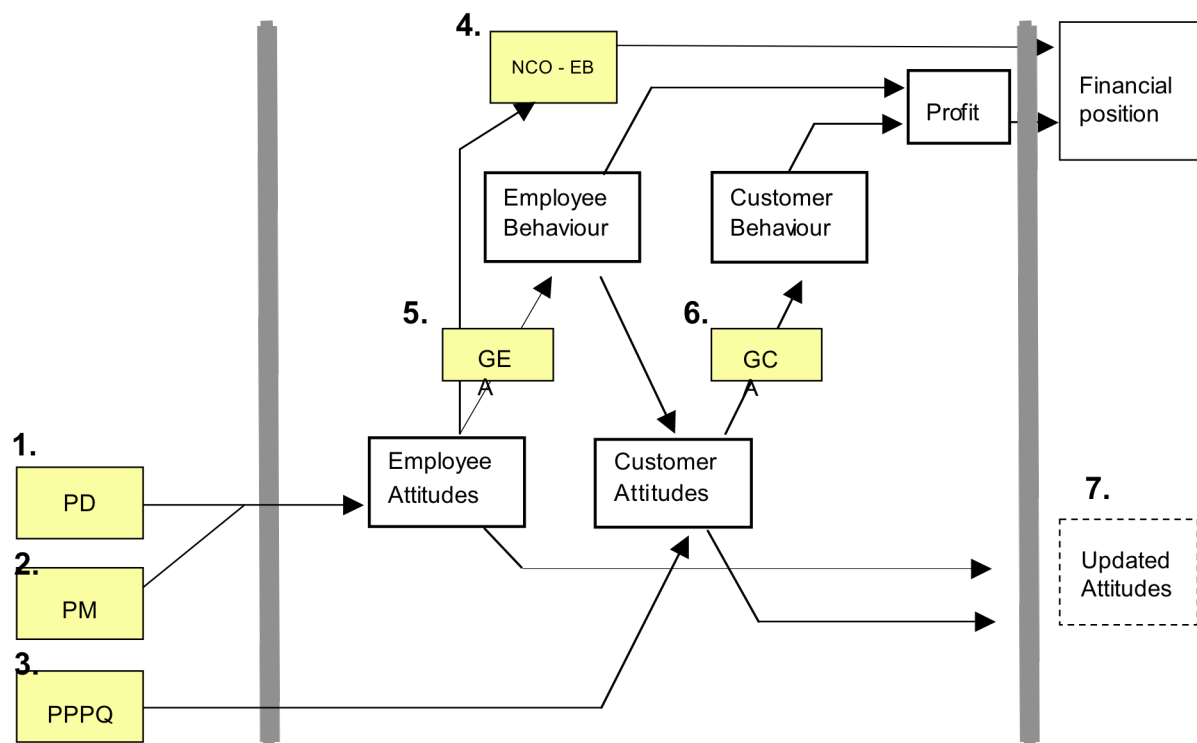 4.
NCO - EB
Financial
position
Profit
Employee
Behaviour
Customer
Behaviour
5.
GE
A
6.
GC
A
1.
PD
Employee
Attitudes
Customer
Attitudes
7.
2.
PM
Updated
Attitudes
3.
PPPQ